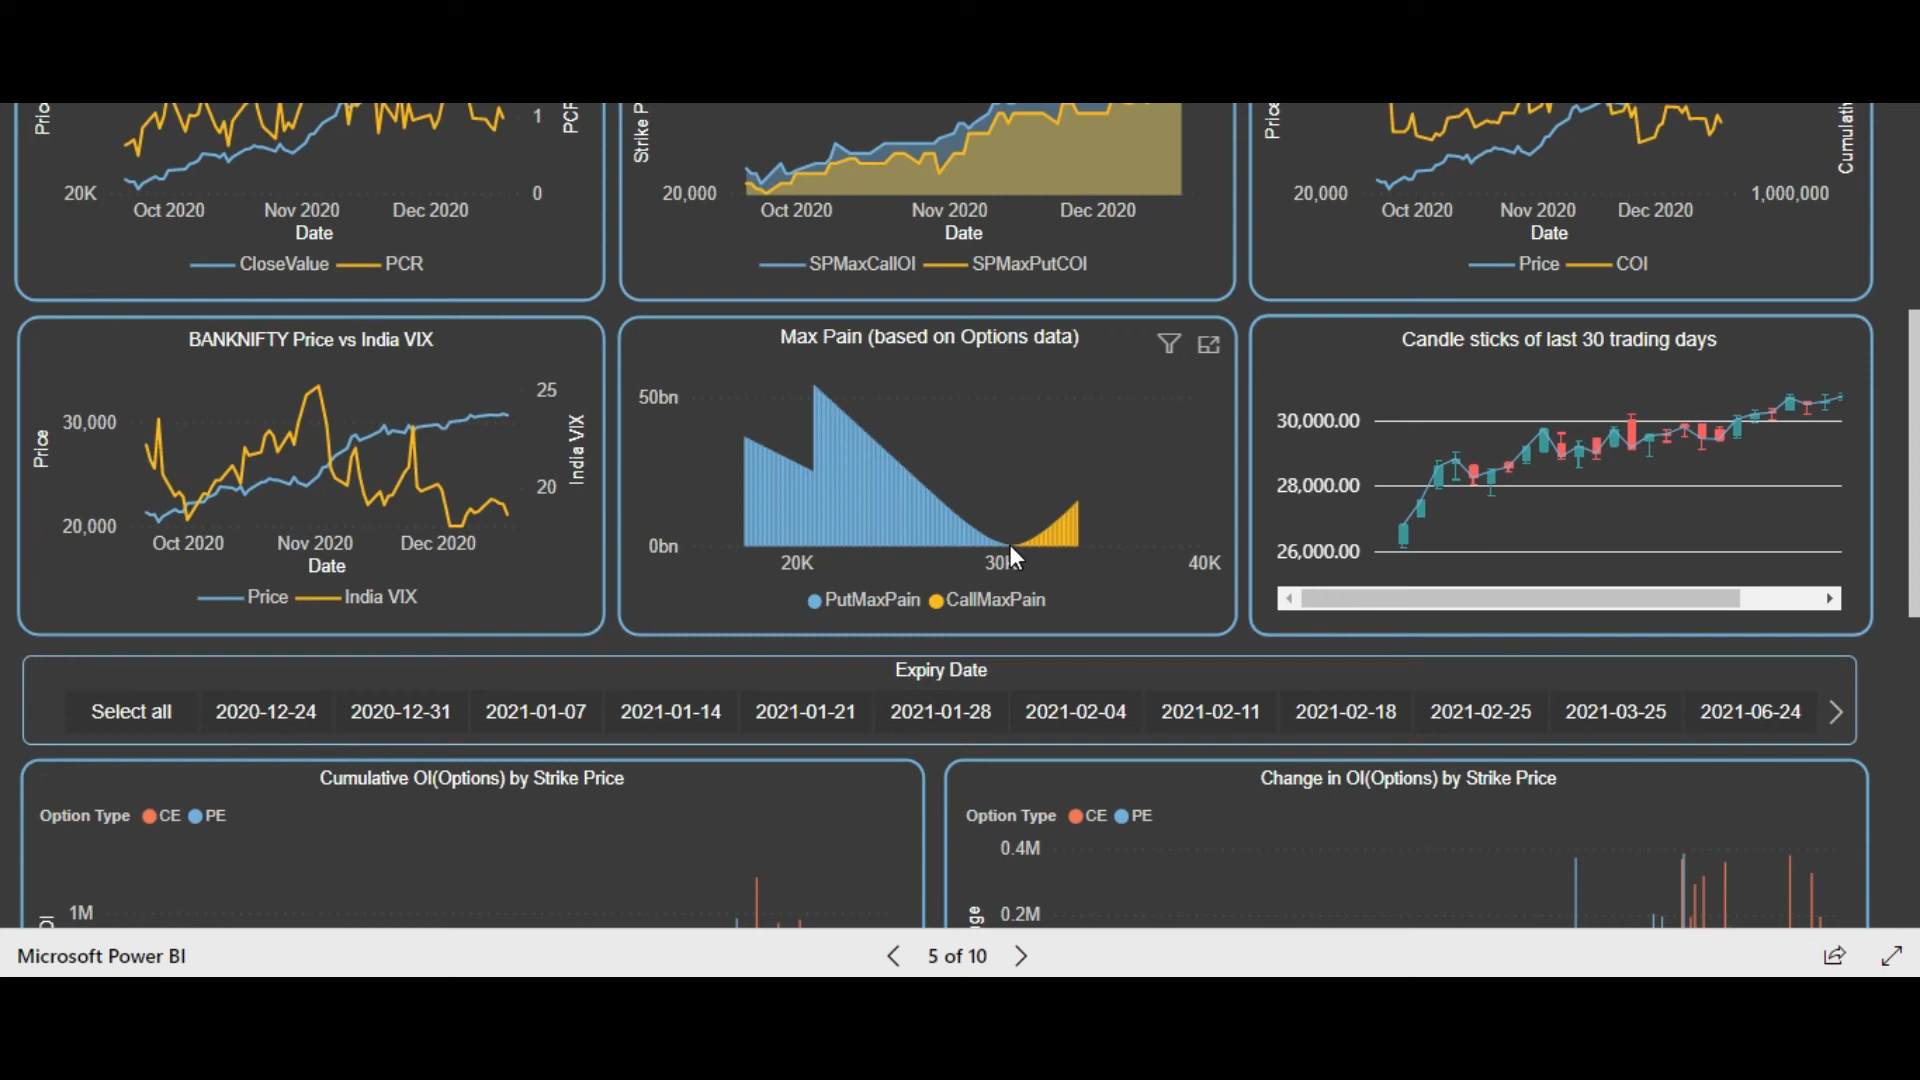 Price
20K
1
0
PCR
Oct 2020 Nov 2020 Dec 2020
Date
CloseValue PCR
Strike P
20,000
Oct 2020 Nov 2020 Dec 2020
Date
SPMaxCallOI SPMaxPutCOI
Price
20,000
1,000,000
Cumulativ
Oct 2020 Nov 2020 Dec 2020
Date
Price COI
BANKNIFTY Price vs India VIX
Price
30,000
20,000
25
20
India VIX
Oct 2020 Nov 2020 Dec 2020
Date
Price India VIX
Max Pain (based on Options data)
50bn
0bn
20K 30K 40K
PutMaxPain CallMaxPain
Candle sticks of last 30 trading days
30,000.00
28,000.00
26,000.00
Expiry Date
Select all 2020-12-24 2020-12-31 2021-01-07 2021-01-14 2021-01-21 2021-01-28 2021-02-04 2021-02-11 2021-02-18 2021-02-25 2021-03-25 2021-06-24
Cumulative OI(Options) by Strike Price
Option Type CE PE
1M
OI
Change in OI(Options) by Strike Price
Option Type CE PE
0.4M
0.2M
ge
Microsoft Power BI
5 of 10